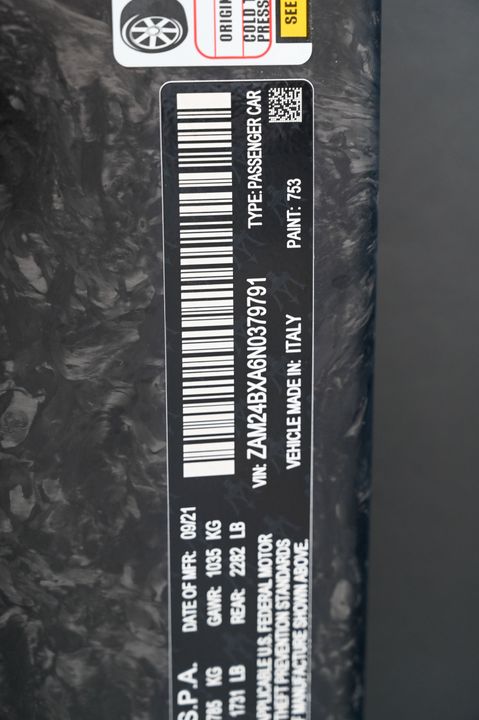 ORIGIN
COLD T
PRESS
SEE
S.P.A. DATE OF MFR: 09/21
785 KG GAWR: 1035 KG
1731 LB REAR: 2282 LB
APPLICABLE U.S. FEDERAL MOTOR
THEFT PREVENTION STANDARDS
MANUFACTURE SHOWN ABOVE.
VIN: ZAM24BXA6N0379791 TYPE: PASSENGER CAR
VEHICLE MADE IN: ITALY PAINT: 753